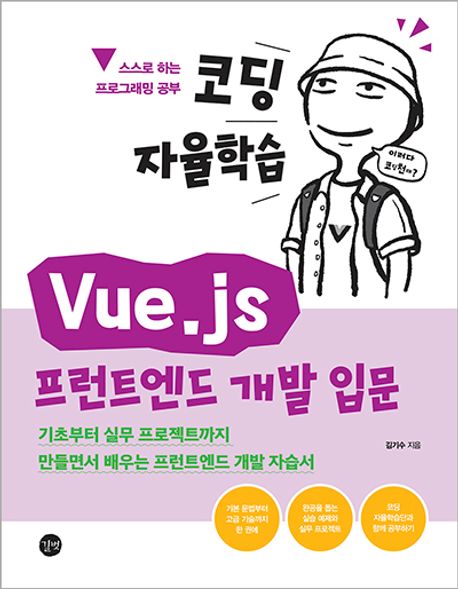 스스로 하는
프로그래밍 공부
코딩
자율학습
이러다
코딩천재?
Vue.js
프런트엔드 개발 입문
기초부터 실무 프로젝트까지
만들면서 배우는 프런트엔드 개발 자습서
김기수 지음
기본 문법부터
고급 기술까지
한 권에
완공을 돕는
실습 예제와
실무 프로젝트
코딩
자율학습단과
함께 공부하기
길벗